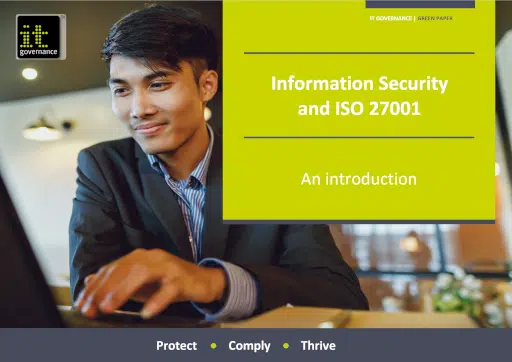 it
governance
IT GOVERNANCE | GREEN PAPER
Information Security
and ISO 27001
An introduction
Protect • Comply • Thrive